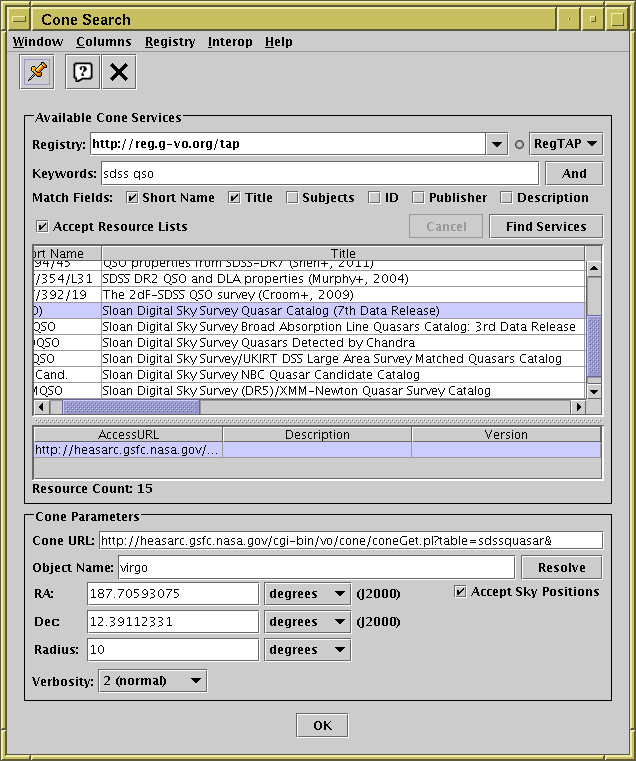 Cone Search
Window Columns Registry Interop Help
Available Cone Services
Registry: http://reg.g-vo.org/tap RegTAP
Keywords: sdss qso And
Match Fields: Short Name Title Subjects ID Publisher Description
Accept Resource Lists Cancel Find Services
ort Name Title
94/45 QSO properties from SDSS-DR7 (Shen+, 2011)
/354/L31 SDSS DR2 QSO and DLA properties (Murphy+, 2004)
/392/19 The 2dF-SDSS QSO survey (Croom+, 2009)
O) Sloan Digital Sky Survey Quasar Catalog (7th Data Release)
QSO Sloan Digital Sky Survey Broad Absorption Line Quasars Catalog: 3rd Data Release
QSO Sloan Digital Sky Survey Quasars Detected by Chandra
QSO Sloan Digital Sky Survey/UKIRT DSS Large Area Survey Matched Quasars Catalog
Cand. Sloan Digital Sky Survey NBC Quasar Candidate Catalog
MQSO Sloan Digital Sky Survey (DR5)/XMM-Newton Quasar Survey Catalog
AccessURL Description Version
http://heasarc.gsfc.nasa.gov/...
Resource Count: 15
Cone Parameters
Cone URL: http://heasarc.gsfc.nasa.gov/cgi-bin/vo/cone/coneGet.pl?table=sdssquasar&
Object Name: virgo Resolve
RA: 187.70593075 degrees (J2000) Accept Sky Positions
Dec: 12.39112331 degrees (J2000)
Radius: 10 degrees
Verbosity: 2 (normal)
OK